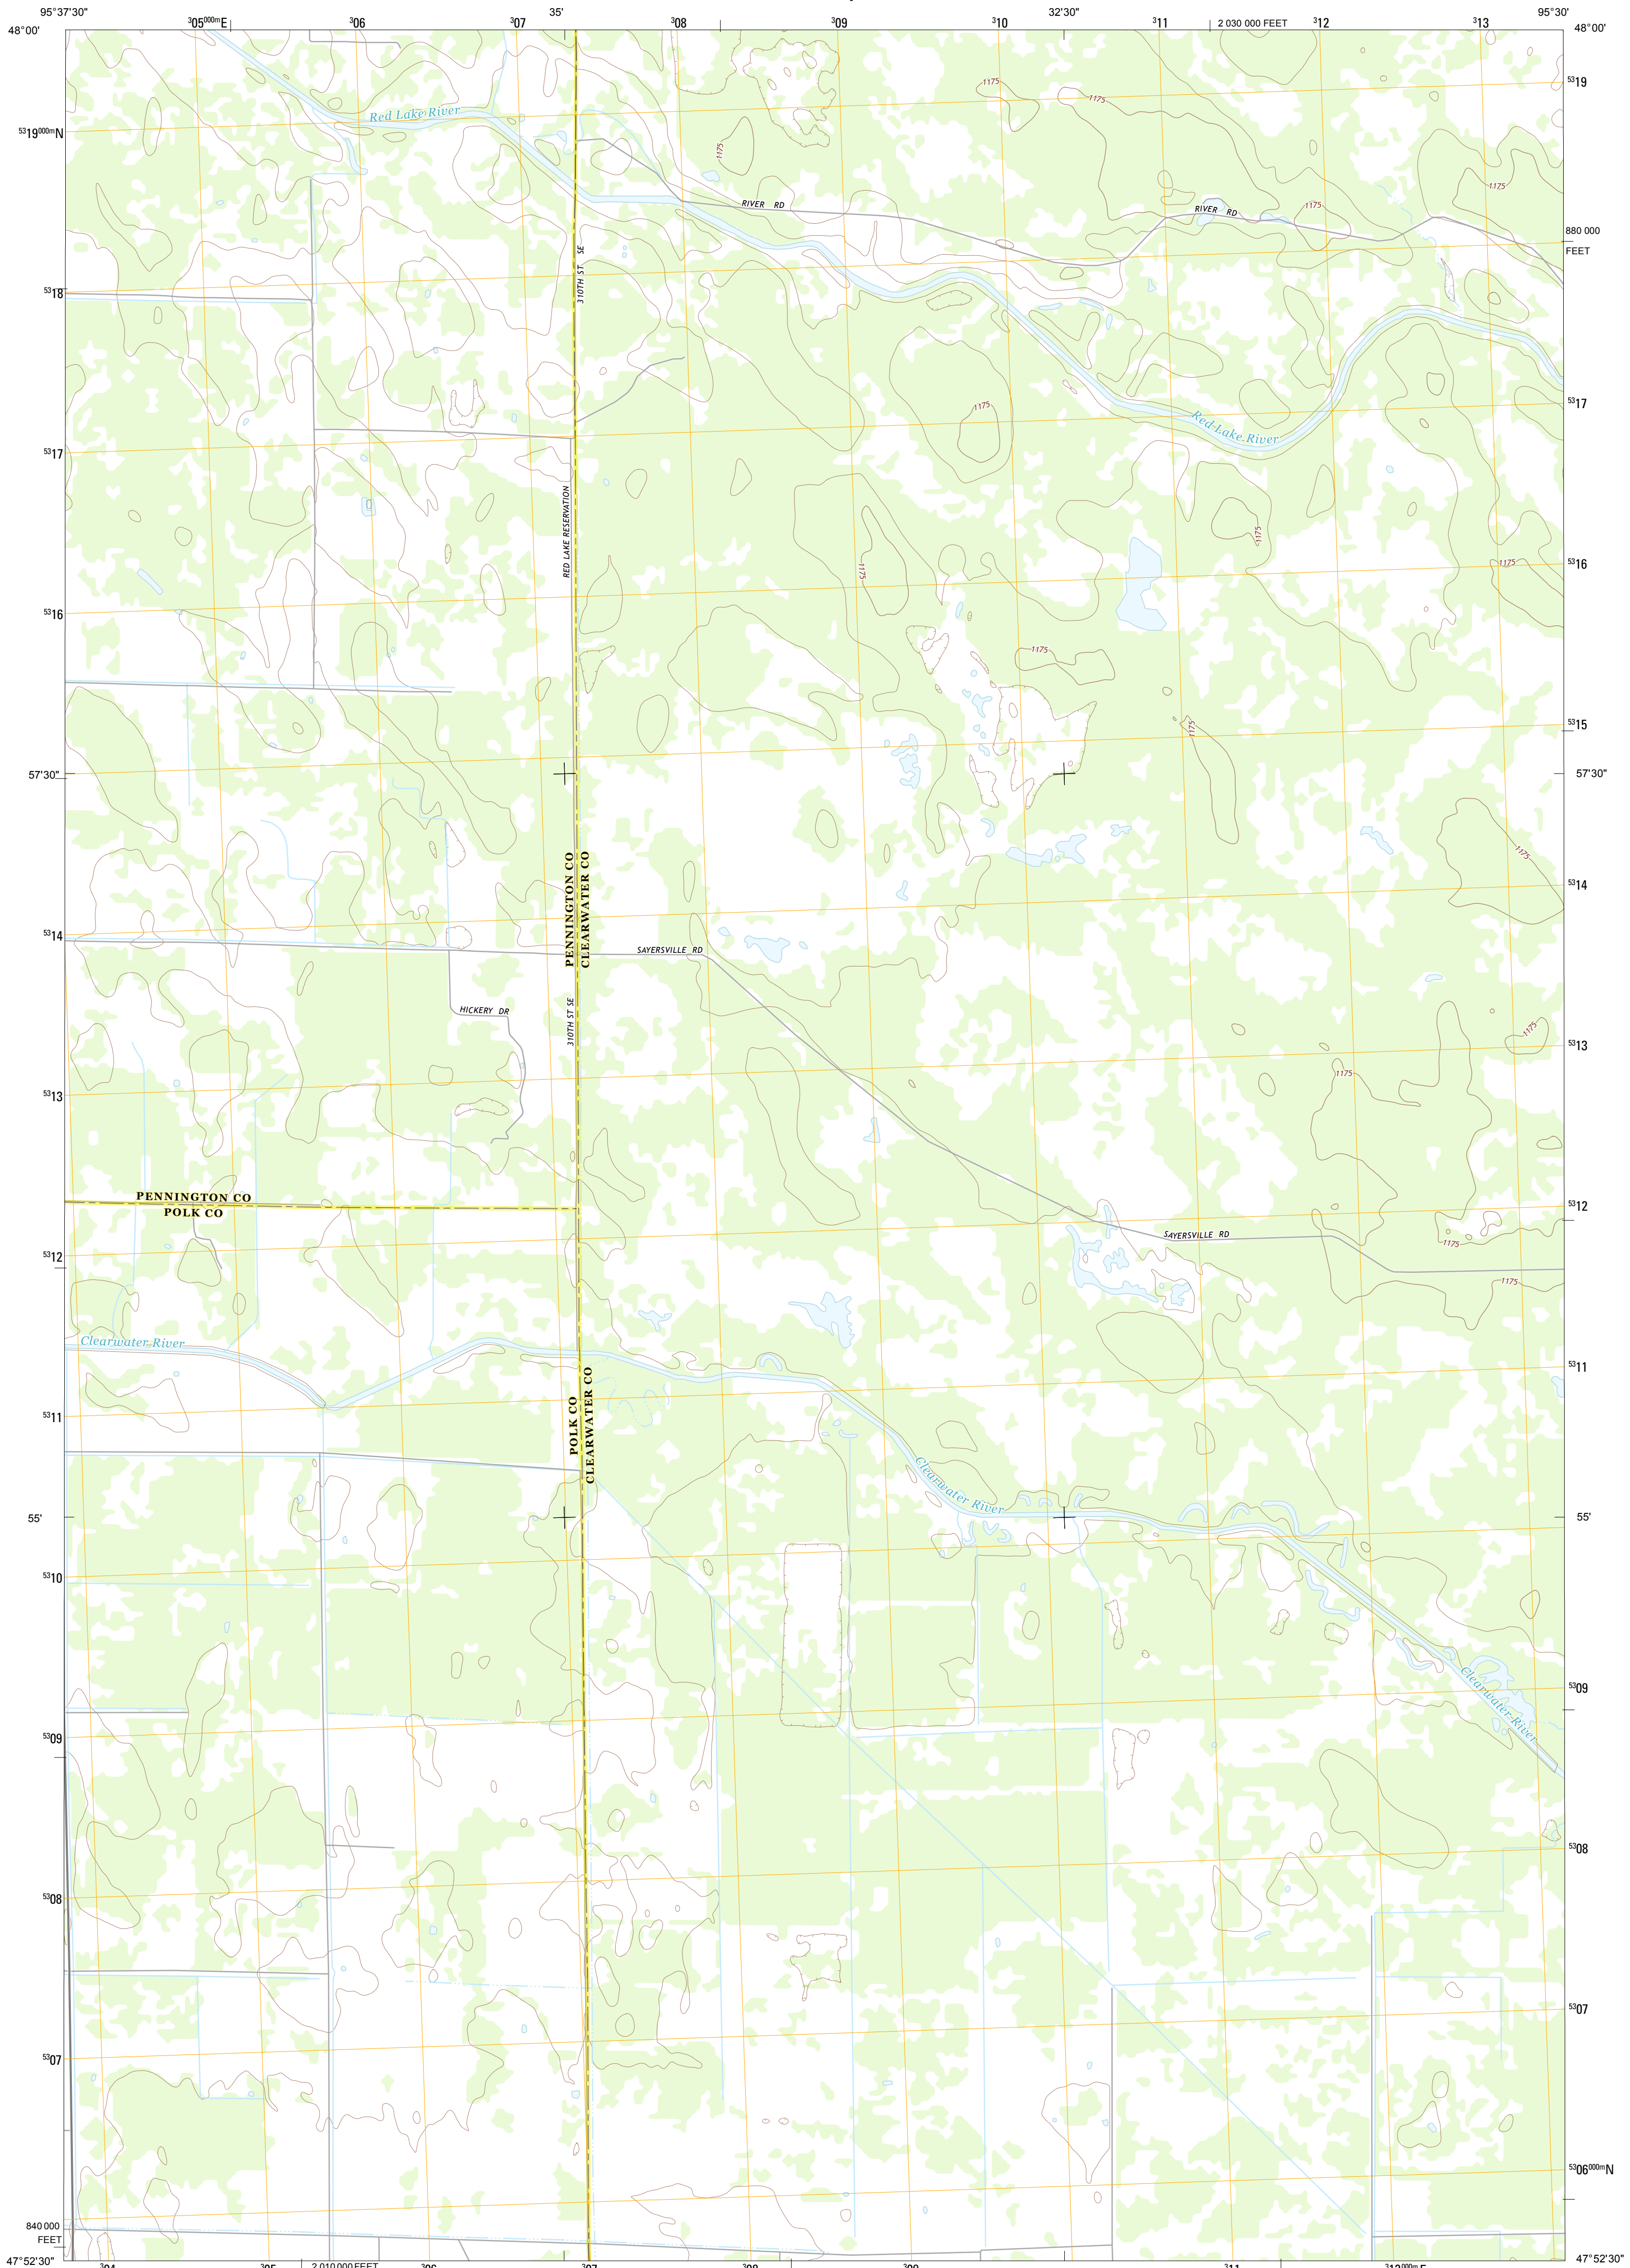 95°37'30"
305000mE
306
307
35'
308
309
310
32'30"
311
2 030 000 FEET
312
313
95°30'
48°00'
48°00'
5319
Red Lake River
1175
1175
5319000mN
1175
1175
RIVER RD
RIVER RD
1175
880 000
FEET
310TH ST SE
5318
1175
5317
Red Lake River
5317
RED LAKE RESERVATION
1175
1175
1175
5316
5316
1175
1175
5315
57'30"
57'30"
1175
5314
PENNINGTON CO
CLEARWATER CO
5314
SAYERSVILLE RD
HICKERY DR
310TH ST SE
1175
5313
1175
5313
PENNINGTON CO
POLK CO
5312
SAYERSVILLE RD
1175
5312
1175
Clearwater River
5311
POLK CO
CLEARWATER CO
5311
Clearwater River
55'
55'
5310
Clearwater River
5309
5309
5308
5308
5307
5307
5306000mN
840 000
FEET
47°52'30"
2 010 000 FEET
47°52'30"